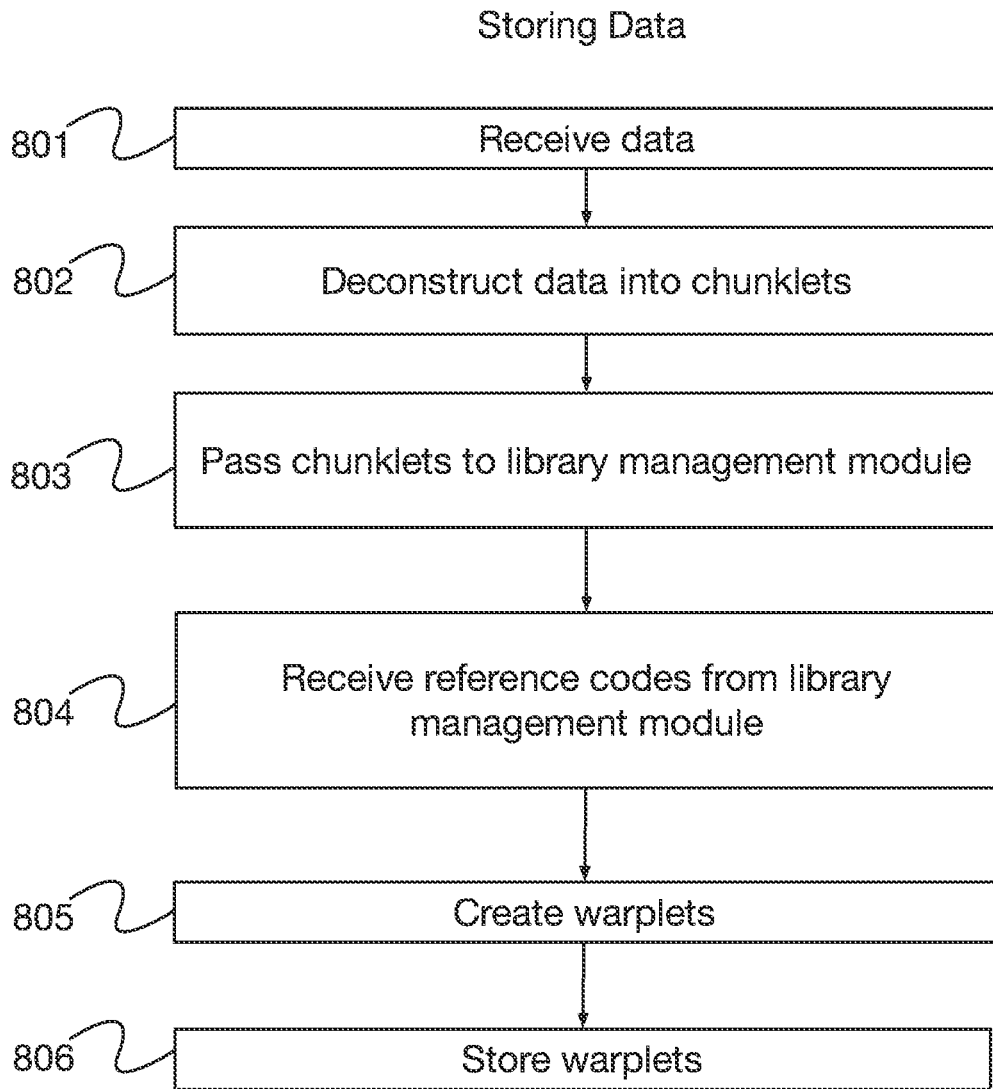 Storing Data
801
Receive data
802
Deconstruct data into chunklets
803
Pass chunklets to library management module
804
Receive reference codes from library
management module
805
Create warplets
806
Store warplets